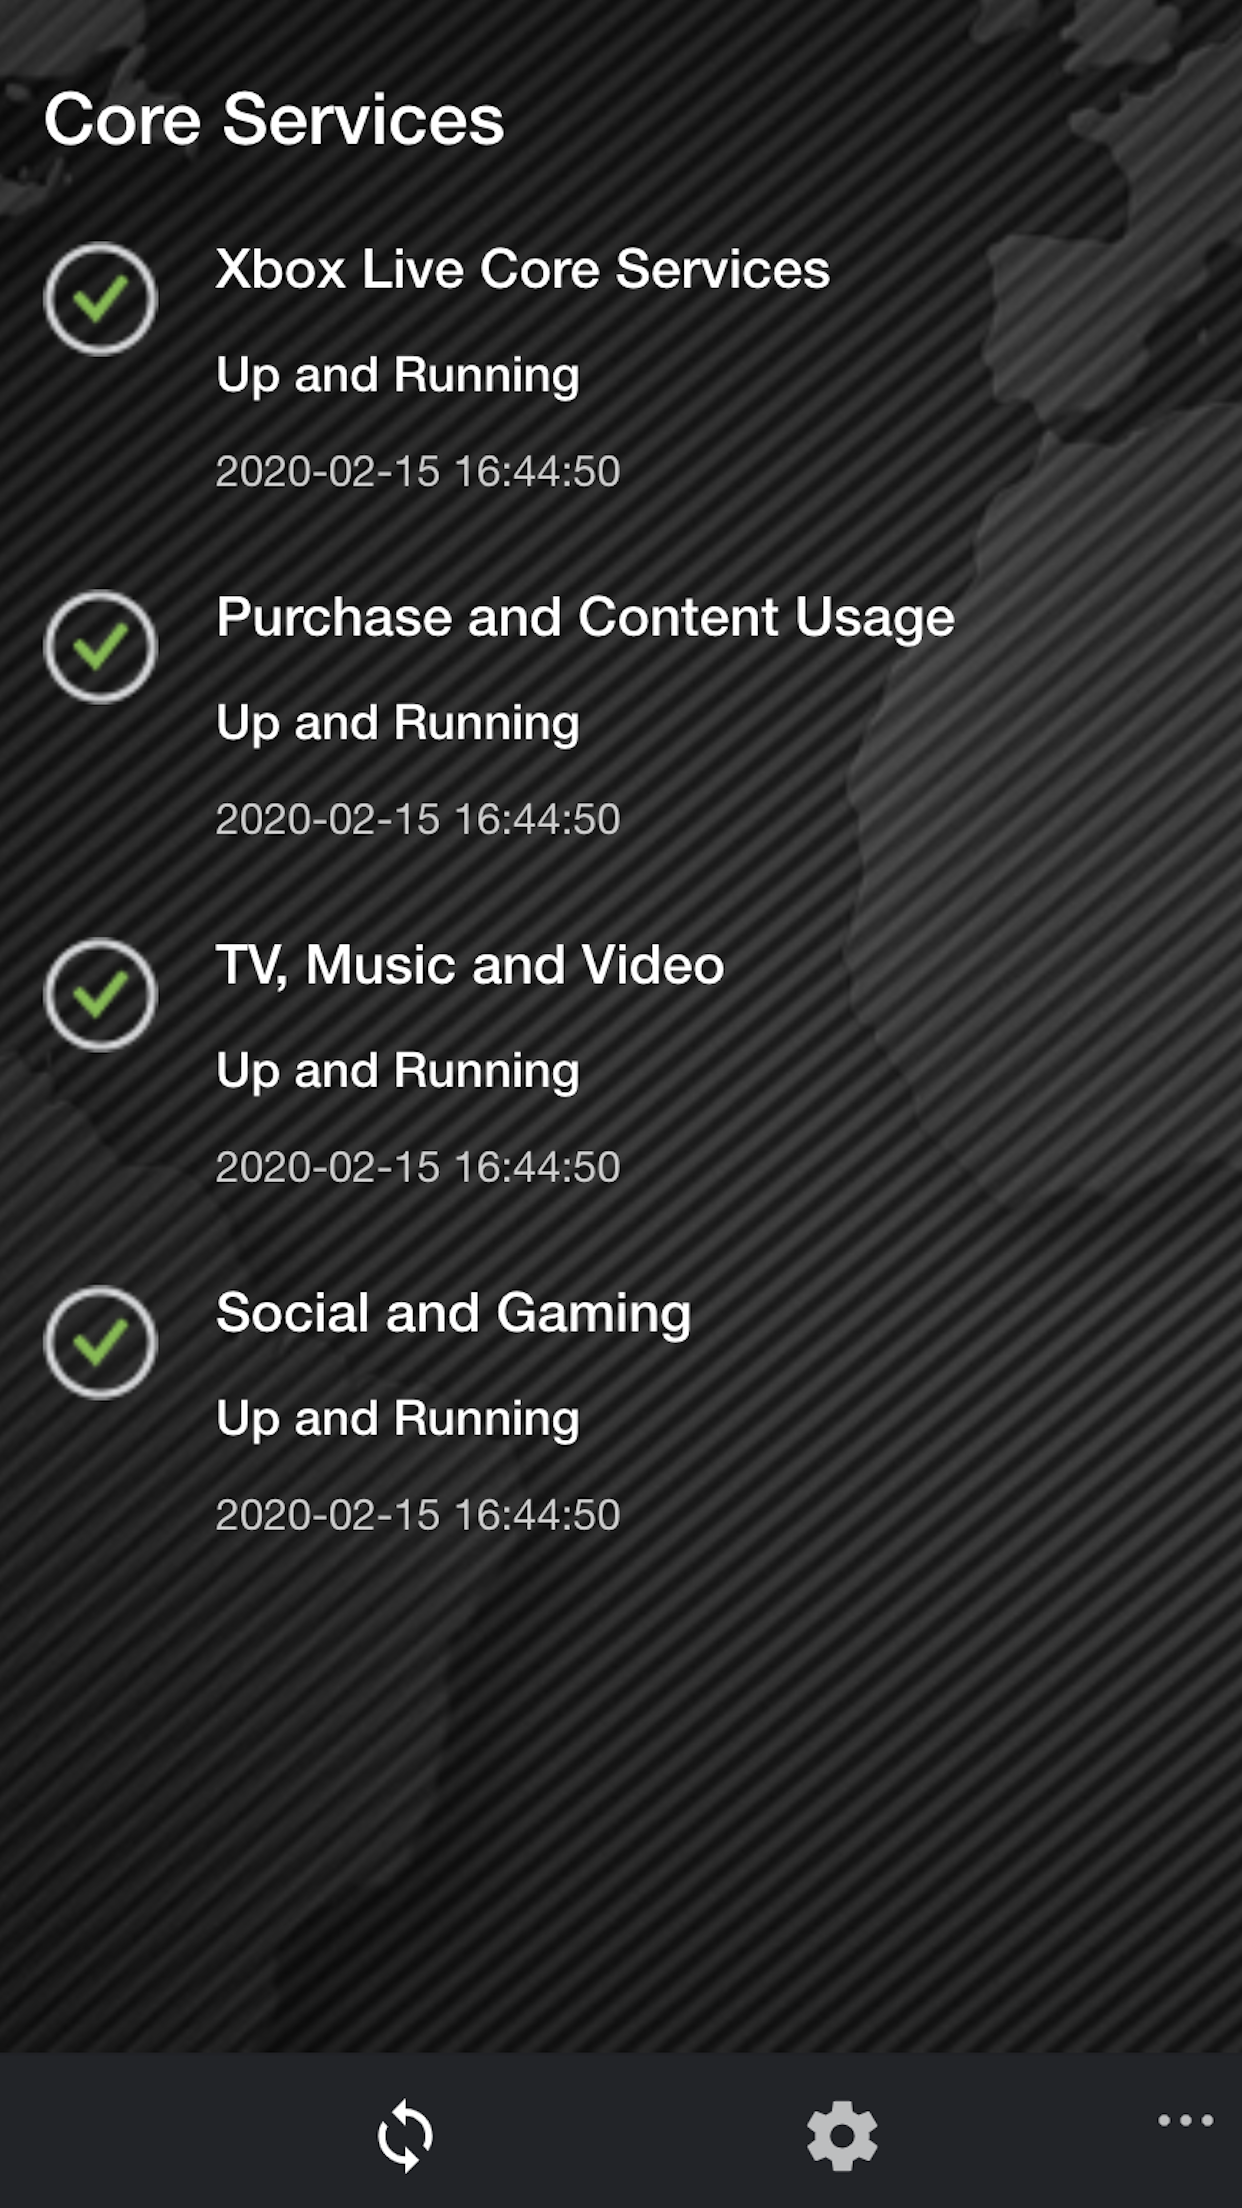 Core Services
Xbox Live Core Services
Up and Running
2020-02-15 16:44:50
Purchase and Content Usage
Up and Running
2020-02-15 16:44:50
TV, Music and Video
Up and Running
2020-02-15 16:44:50
Social and Gaming
Up and Running
2020-02-15 16:44:50